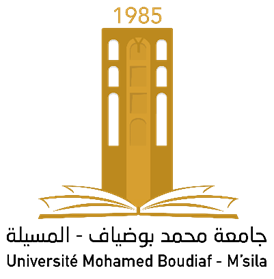 1985
جامعة محمد بوضياف - المسيلة
Université Mohamed Boudiaf - M'sila